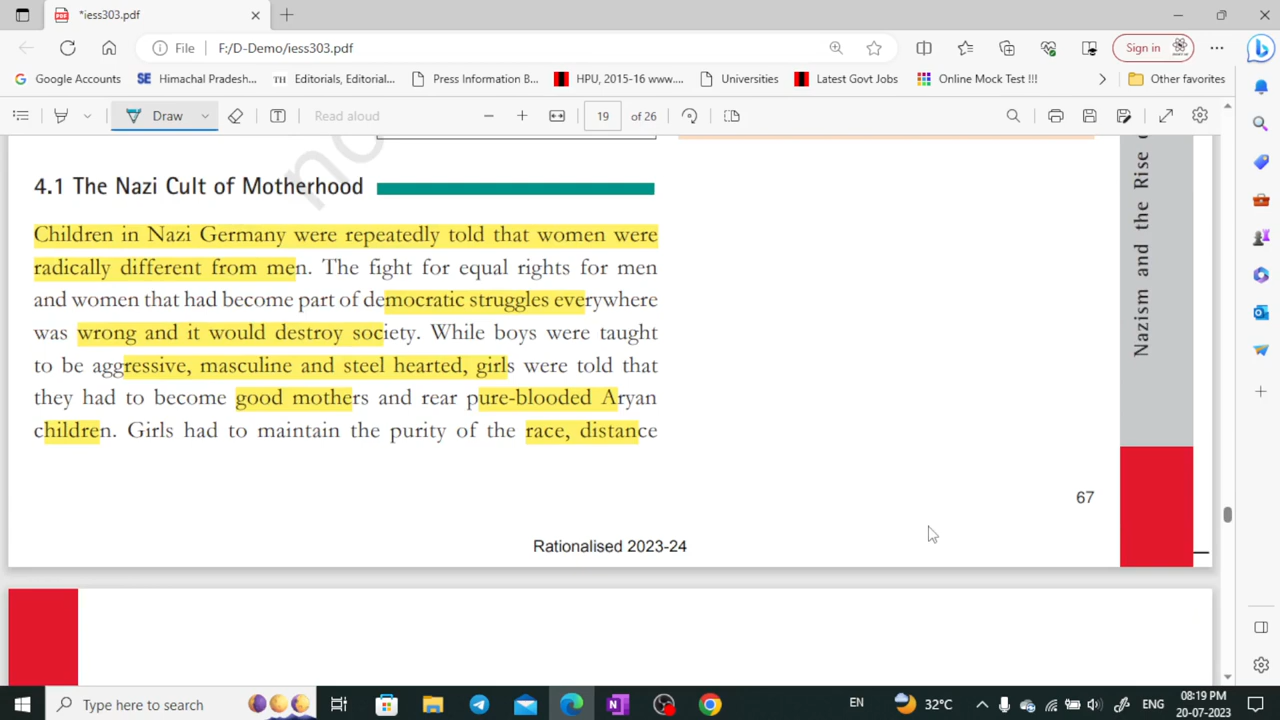 *iess303.pdf
File F:/D-Demo/iess303.pdf
Sign in
Google Accounts
SE Himachal Pradesh...
TH Editorials, Editorial...
Press Information B...
HPU, 2015-16 www....
Universities
Latest Govt Jobs
Online Mock Test !!!
Other favorites
Draw
Read aloud
19 of 26
no
4.1 The Nazi Cult of Motherhood
Children in Nazi Germany were repeatedly told that women were
radically different from men. The fight for equal rights for men
and women that had become part of democratic struggles everywhere
was wrong and it would destroy society. While boys were taught
to be aggressive, masculine and steel hearted, girls were told that
they had to become good mothers and rear pure-blooded Aryan
children. Girls had to maintain the purity of the race, distance
Nazism and the Rise
67
Rationalised 2023-24
Type here to search
EN
32°C
ENG
08:19 PM
20-07-2023